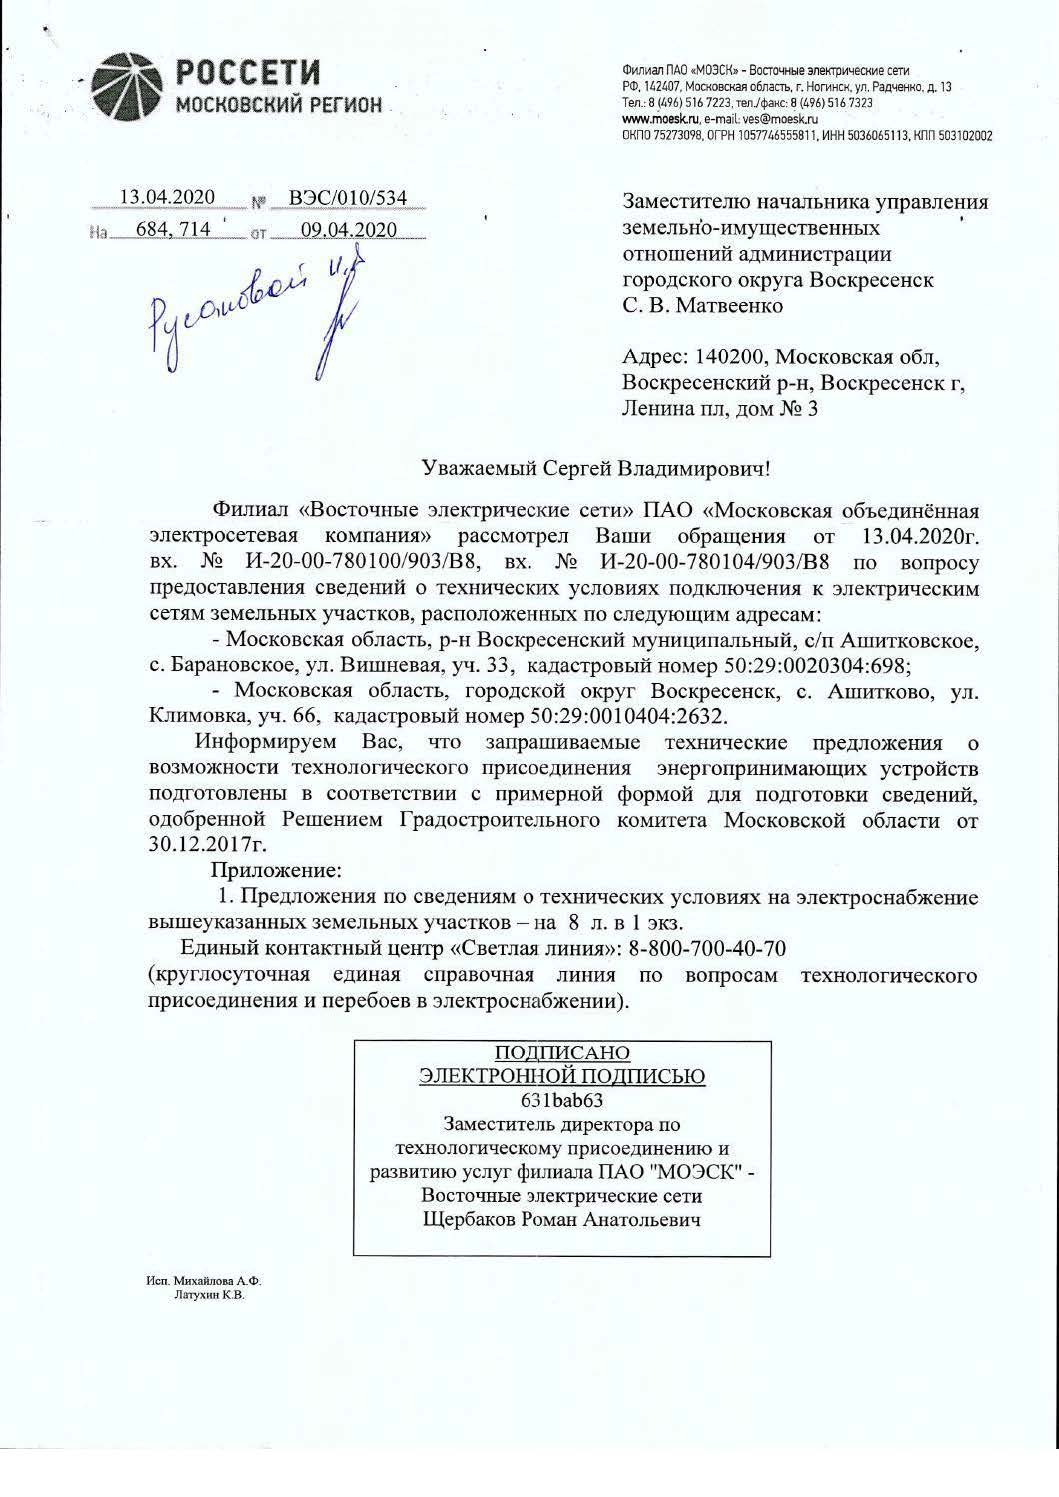 РОССЕТИ
МОСКОВСКИЙ РЕГИОН
Филиал ПАО «МОЭСК» - Восточные электрические сети
РФ, 142407, Московская область, г. Ногинск, ул. Радченко, д. 13
Тел.: 8 (496) 516 7223, тел./факс: 8 (496) 516 7323
www.moesk.ru, e-mail: ves@moesk.ru
ОКПО 75273098, ОГРН 1057746555811, ИНН 5036065113, КПП 503102002
13.04.2020 № ВЭС/010/534
На 684, 714 от 09.04.2020
Русановой И.А
Заместителю начальника управления
земельно-имущественных
отношений администрации
городского округа Воскресенск
С. В. Матвеенко
Адрес: 140200, Московская обл,
Воскресенский р-н, Воскресенск г,
Ленина пл, дом № 3
Уважаемый Сергей Владимирович!
Филиал «Восточные электрические сети» ПАО «Московская объединённая
электросетевая компания» рассмотрел Ваши обращения от 13.04.2020г.
вх. № И-20-00-780100/903/В8, вх. № И-20-00-780104/903/В8 по вопросу
предоставления сведений о технических условиях подключения к электрическим
сетям земельных участков, расположенных по следующим адресам:
- Московская область, р-н Воскресенский муниципальный, с/п Ашитковское,
с. Барановское, ул. Вишневая, уч. 33, кадастровый номер 50:29:0020304:698;
- Московская область, городской округ Воскресенск, с. Ашитково, ул.
Климовка, уч. 66, кадастровый номер 50:29:0010404:2632.
Информируем Вас, что запрашиваемые технические предложения о
возможности технологического присоединения энергопринимающих устройств
подготовлены в соответствии с примерной формой для подготовки сведений,
одобренной Решением Градостроительного комитета Московской области от
30.12.2017г.
Приложение:
1. Предложения по сведениям о технических условиях на электроснабжение
вышеуказанных земельных участков – на 8 л. в 1 экз.
Единый контактный центр «Светлая линия»: 8-800-700-40-70
(круглосуточная единая справочная линия по вопросам технологического
присоединения и перебоев в электроснабжении).
ПОДПИСАНО
ЭЛЕКТРОННОЙ ПОДПИСЬЮ
631bab63
Заместитель директора по
технологическому присоединению и
развитию услуг филиала ПАО "МОЭСК" -
Восточные электрические сети
Щербаков Роман Анатольевич
Исп. Михайлова А.Ф.
Латухин К.В.